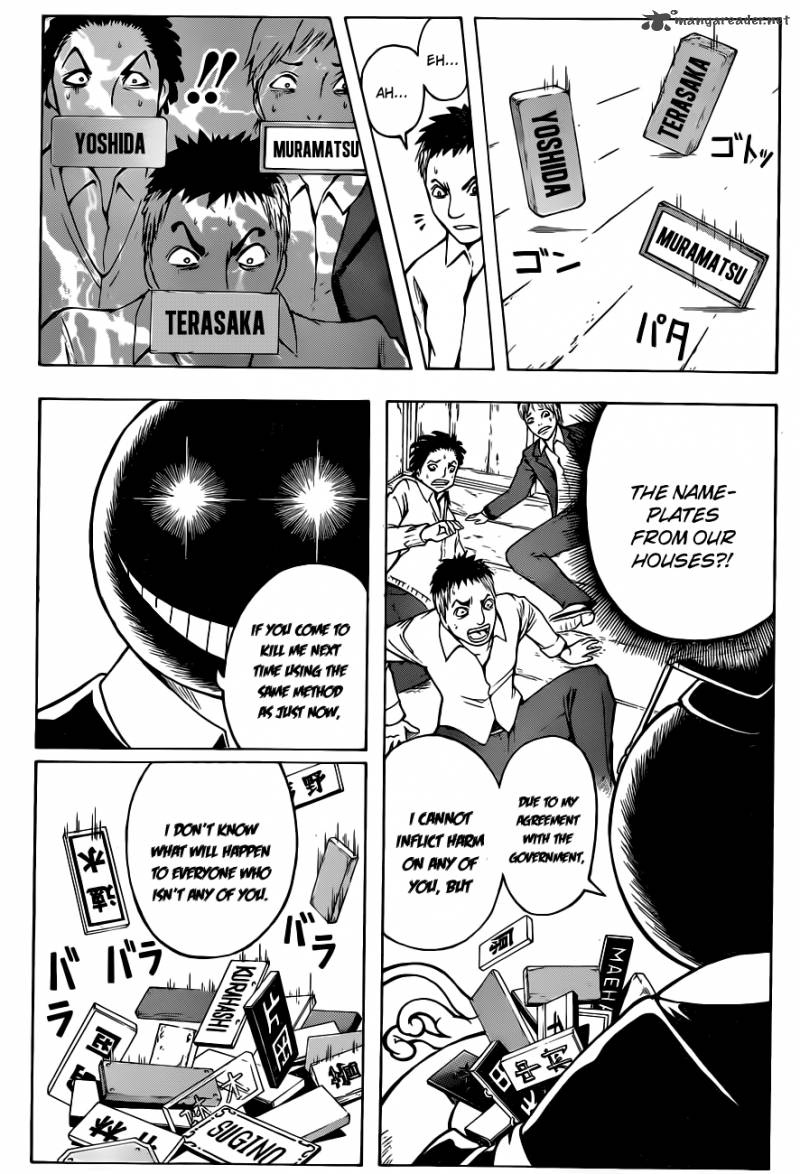 mangareader.net
TERASAKA
YOSHIDA
MURAMATSU
ゴトッ
ゴン
パタ
EH...
AH...
!!
YOSHIDA
MURAMATSU
TERASAKA
THE NAME-
PLATES
FROM OUR
HOUSES?!
DUE TO MY
AGREEMENT
WITH THE
GOVERNMENT,
I CANNOT
INFLICT HARM
ON ANY OF
YOU, BUT
MAEH
IF YOU COME TO
KILL ME NEXT
TIME USING THE
SAME METHOD
AS JUST NOW,
I DON'T KNOW
WHAT WILL HAPPEN
TO EVERYONE WHO
ISN'T ANY OF YOU.
バラ
バラ
バラ
KURAHASHI
片岡
SUGINO